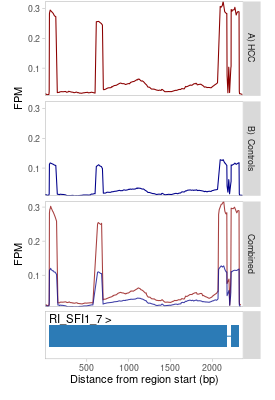 0.3
0.2
0.1
FPM
A) HCC
0.3
0.2
0.1
B) Controls
0.3
0.2
0.1
FPM
Combined
RI_SFI1_7 >
500 1000 1500 2000
Distance from region start (bp)